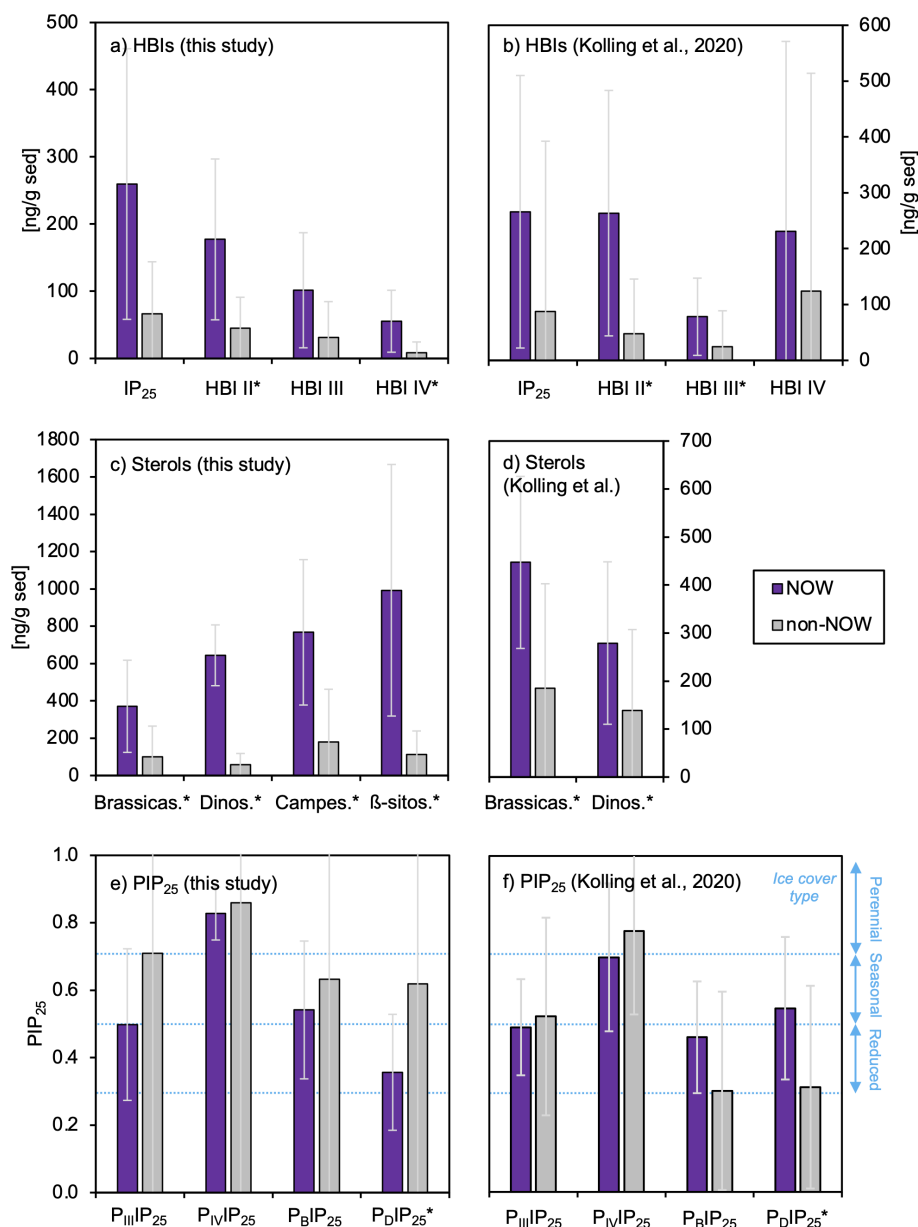 a) HBIs (this study)
[ng/g sed]
500
400
300
200
100
0
IP25
HBI II*
HBI III
HBI IV*
b) HBIs (Kolling et al., 2020)
[ng/g sed]
600
500
400
300
200
100
0
IP25
HBI II*
HBI III*
HBI IV
c) Sterols (this study)
[ng/g sed]
1800
1600
1400
1200
1000
800
600
400
200
0
Brassicas.*
Dinos.*
Campes.*
ß-sitos.*
d) Sterols
(Kolling et al.)
700
600
500
400
300
200
100
0
Brassicas.*
Dinos.*
NOW
non-NOW
e) PIP25 (this study)
PIP25
1.0
0.8
0.6
0.4
0.2
0.0
PIIIIP25
PIVIP25
PBIP25
PDIP25*
f) PIP25 (Kolling et al., 2020)
Ice cover
type
Perennial
Seasonal
Reduced
PIIIIP25
PIVIP25
PBIP25
PDIP25*